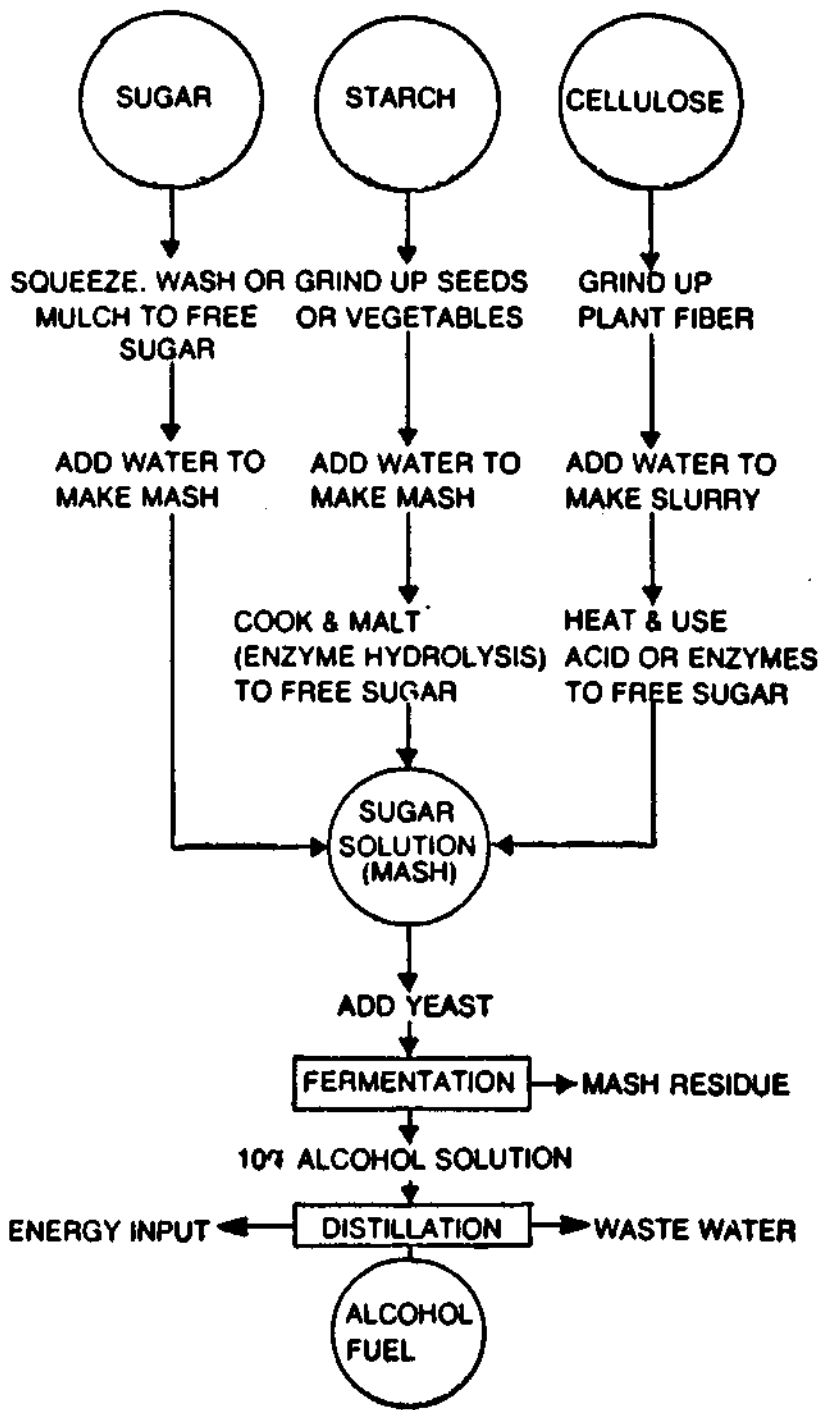 SUGAR
STARCH
CELLULOSE
SQUEEZE. WASH OR
MULCH TO FREE
SUGAR
GRIND UP SEEDS
OR VEGETABLES
GRIND UP
PLANT FIBER
ADD WATER TO
MAKE MASH
ADD WATER TO
MAKE MASH
ADD WATER TO
MAKE SLURRY
COOK & MALT
(ENZYME HYDROLYSIS)
TO FREE SUGAR
HEAT & USE
ACID OR ENZYMES
TO FREE SUGAR
SUGAR
SOLUTION
(MASH)
ADD YEAST
FERMENTATION
MASH RESIDUE
ALCOHOL SOLUTION
ENERGY INPUT
DISTILLATION
WASTE WATER
ALCOHOL
FUEL